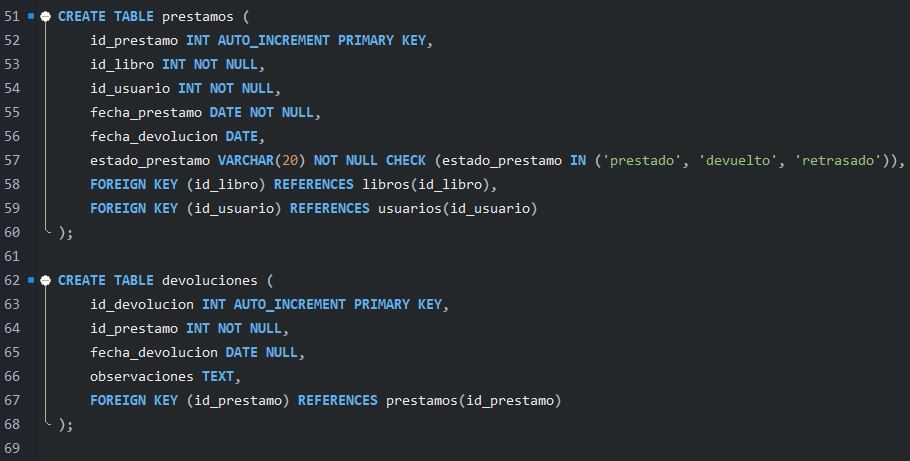 51 CREATE TABLE prestamos (
52 id_prestamo INT AUTO_INCREMENT PRIMARY KEY,
53 id_libro INT NOT NULL,
54 id_usuario INT NOT NULL,
55 fecha_prestamo DATE NOT NULL,
56 fecha_devolucion DATE,
57 estado_prestamo VARCHAR(20) NOT NULL CHECK (estado_prestamo IN ('prestado', 'devuelto', 'retrasado')),
58 FOREIGN KEY (id_libro) REFERENCES libros(id_libro),
59 FOREIGN KEY (id_usuario) REFERENCES usuarios(id_usuario)
60 );
61
62 CREATE TABLE devoluciones (
63 id_devolucion INT AUTO_INCREMENT PRIMARY KEY,
64 id_prestamo INT NOT NULL,
65 fecha_devolucion DATE NULL,
66 observaciones TEXT,
67 FOREIGN KEY (id_prestamo) REFERENCES prestamos(id_prestamo)
68 );
69